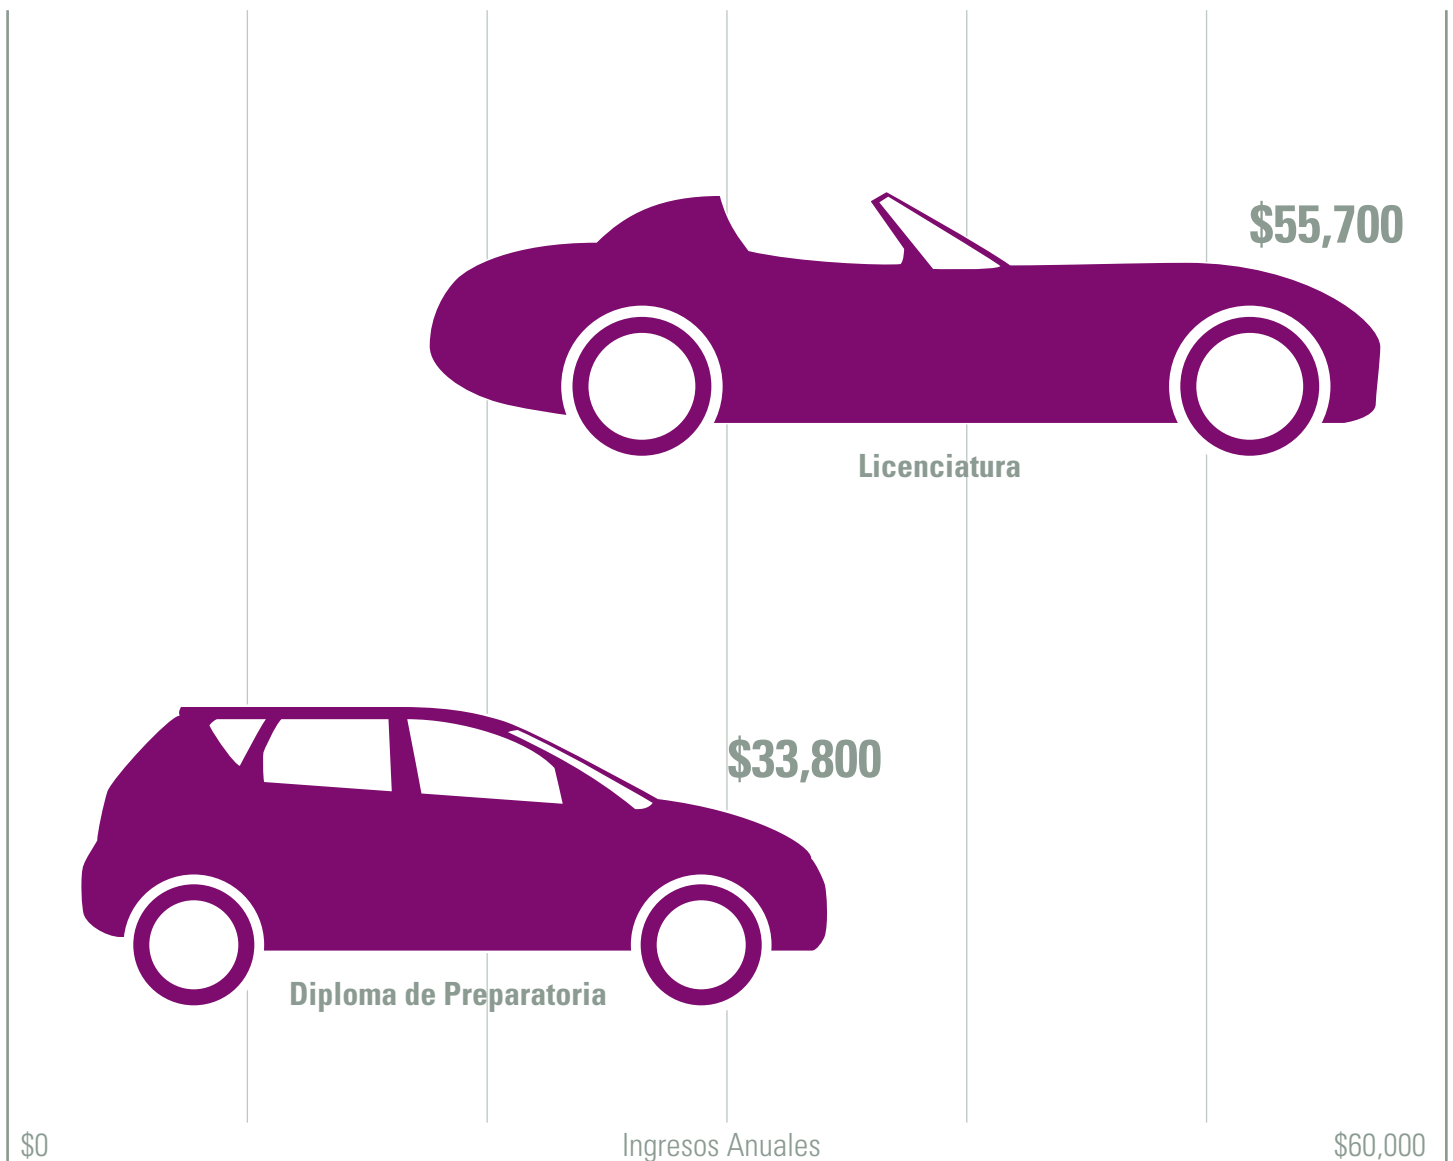 $55,700
Licenciatura
$33,800
Diploma de Preparatoria
$0
Ingresos Anuales
$60,000